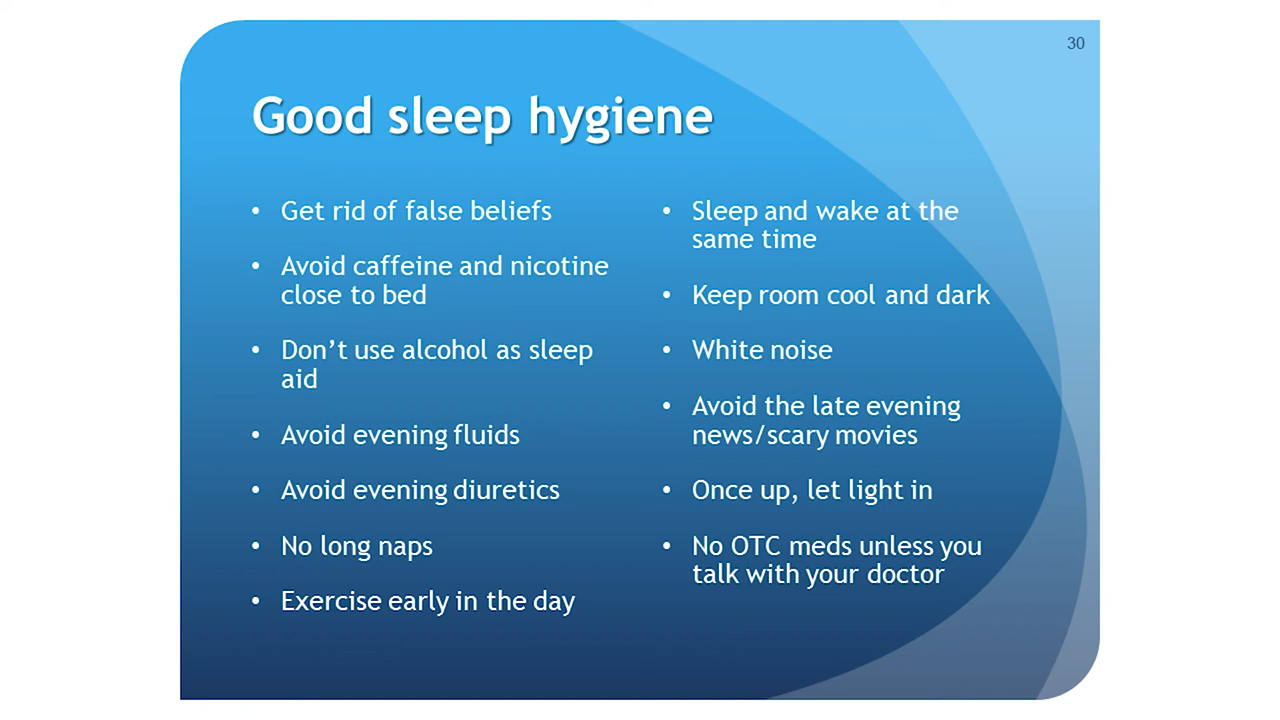 30
Good sleep hygiene
• Get rid of false beliefs
• Avoid caffeine and nicotine
close to bed
• Don’t use alcohol as sleep
aid
• Avoid evening fluids
• Avoid evening diuretics
• No long naps
• Exercise early in the day
• Sleep and wake at the
same time
• Keep room cool and dark
• White noise
• Avoid the late evening
news/scary movies
• Once up, let light in
• No OTC meds unless you
talk with your doctor